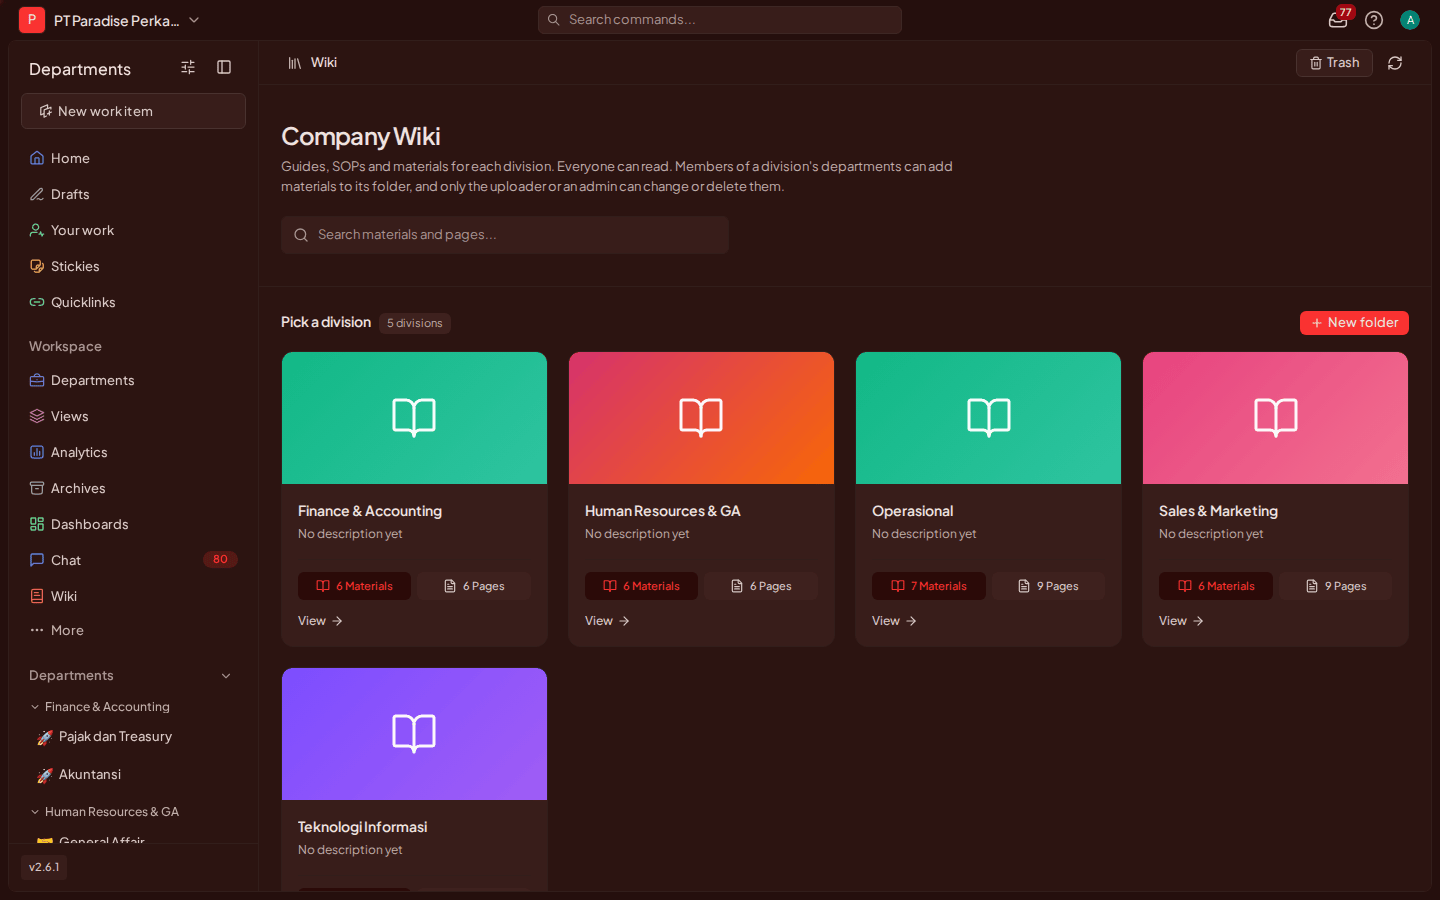 P PT Paradise Perka...
Search commands...
77
A
Departments
New work item
Home
Drafts
Your work
Stickies
Quicklinks
Workspace
Departments
Views
Analytics
Archives
Dashboards
Chat 80
Wiki
More
Departments
Finance & Accounting
Pajak dan Treasury
Akuntansi
Human Resources & GA
General Affair
v2.6.1
Wiki
Trash
Company Wiki
Guides, SOPs and materials for each division. Everyone can read. Members of a division's departments can add
materials to its folder, and only the uploader or an admin can change or delete them.
Search materials and pages...
Pick a division 5 divisions
New folder
Finance & Accounting
No description yet
6 Materials 6 Pages
View
Human Resources & GA
No description yet
6 Materials 6 Pages
View
Operasional
No description yet
7 Materials 9 Pages
View
Sales & Marketing
No description yet
6 Materials 9 Pages
View
Teknologi Informasi
No description yet